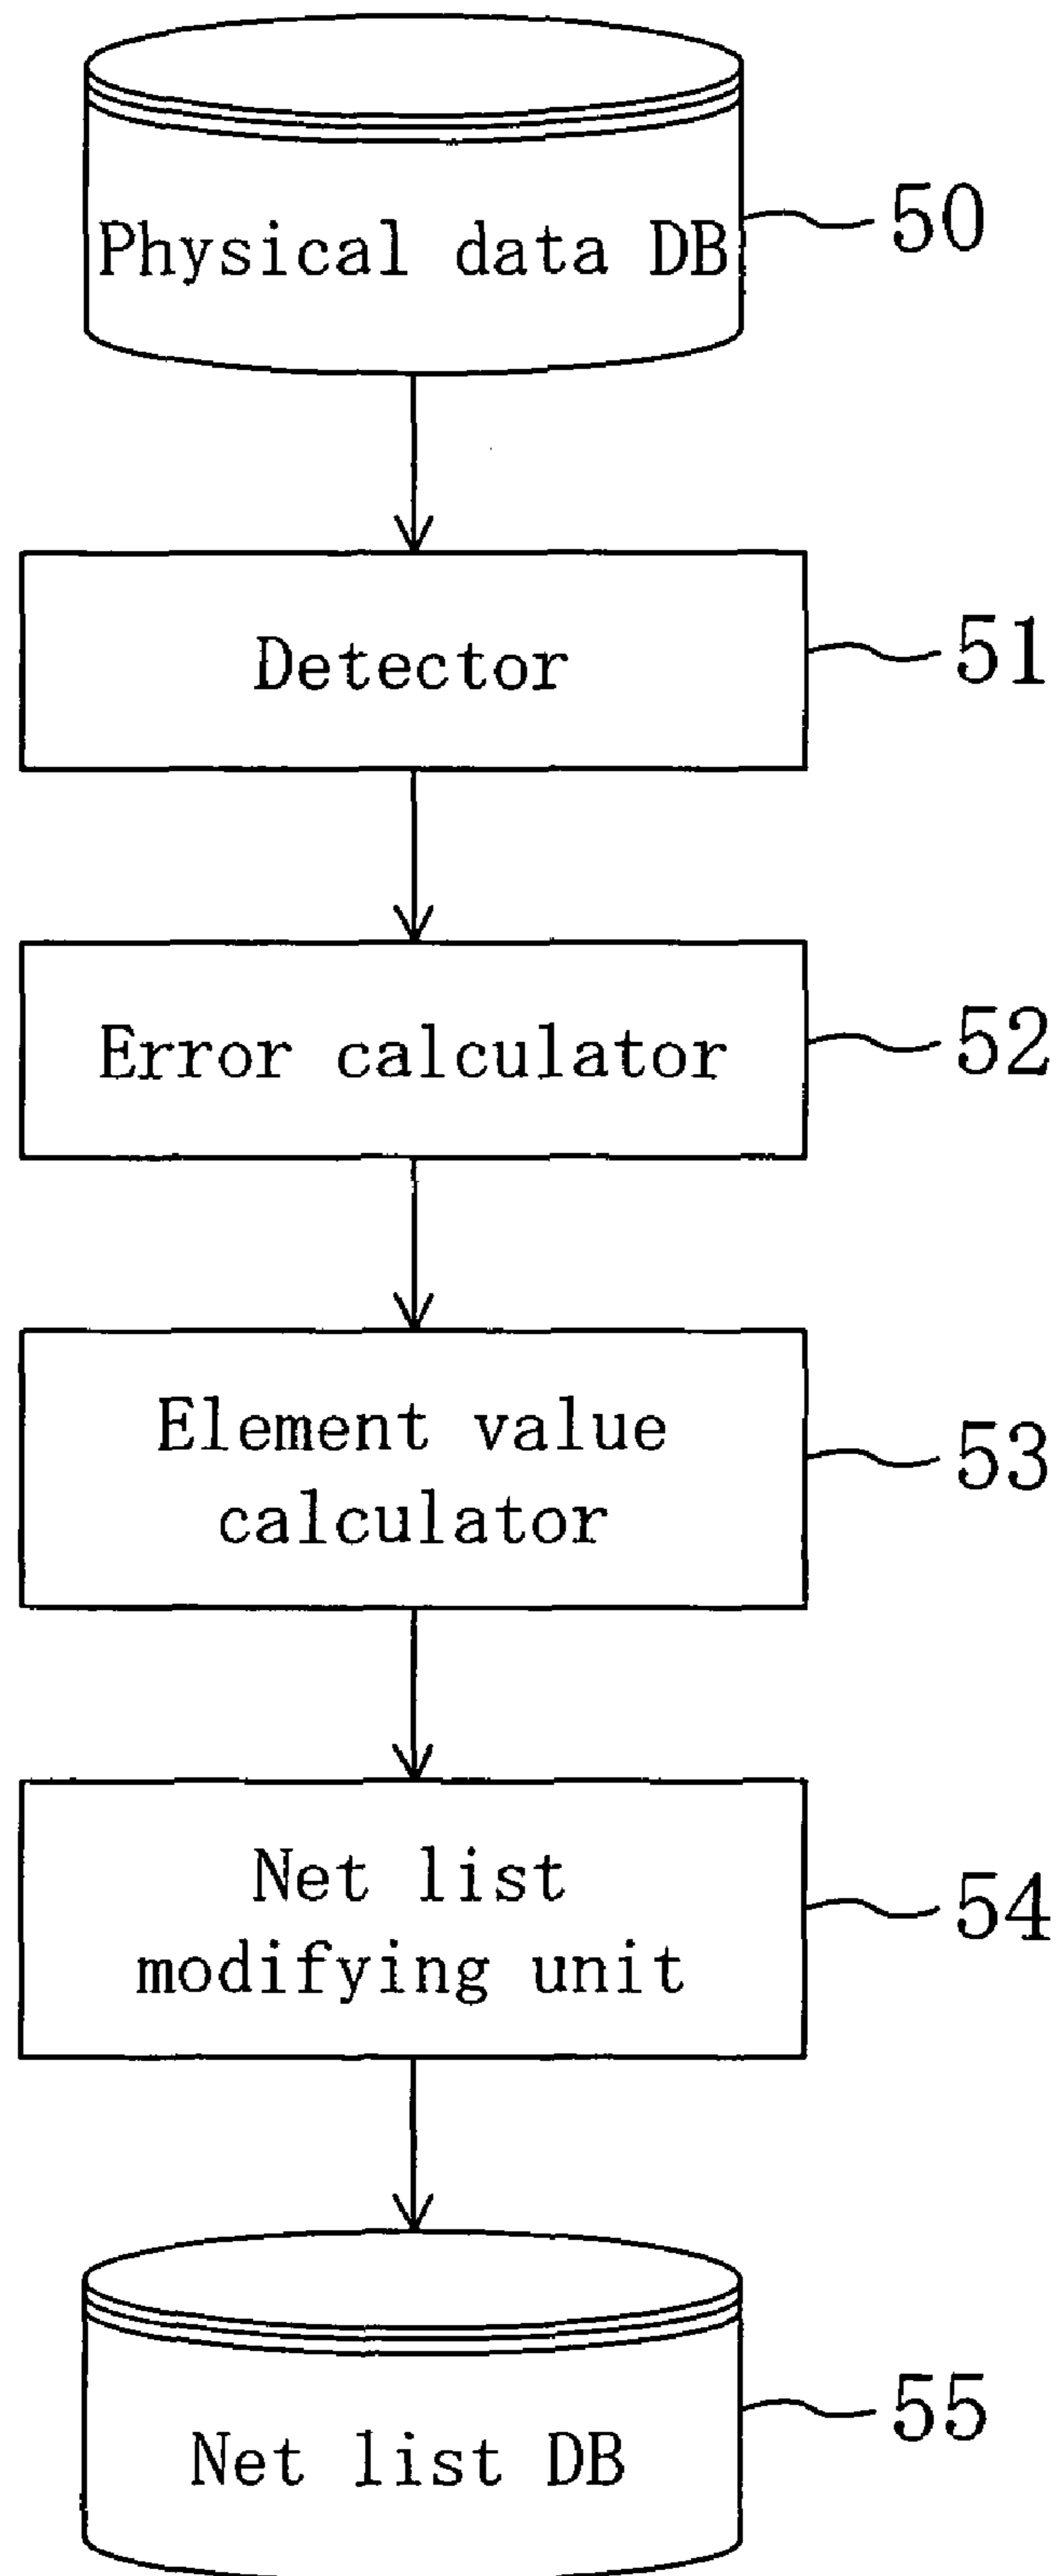 Physical data DB
50
Detector
51
Error calculator
52
Element value
calculator
53
Net list
modifying unit
54
Net list DB
55